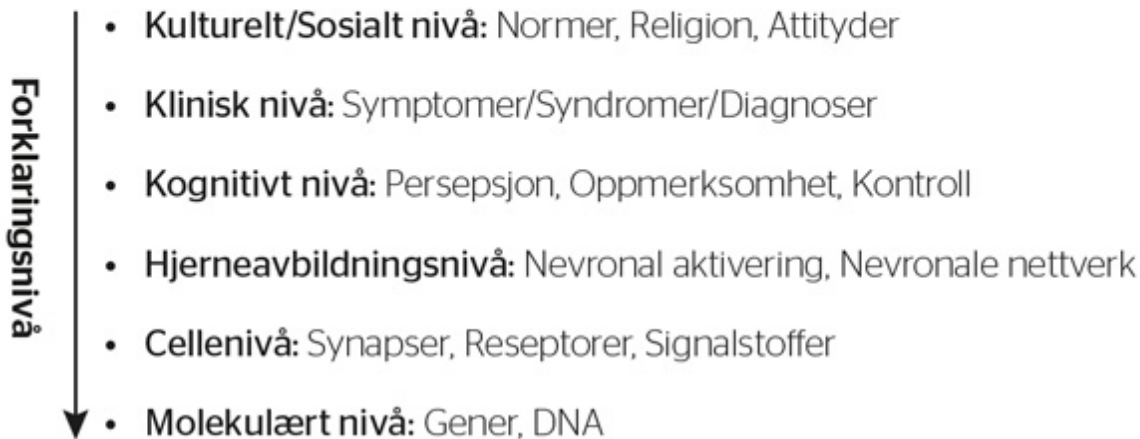 Forklaringsnivå
• Kulturelt/Sosialt nivå: Normer, Religion, Attityder
• Klinisk nivå: Symptomer/Syndromer/Diagnoser
• Kognitivt nivå: Persepsjon, Oppmerksomhet, Kontroll
• Hjerneavbildningsnivå: Nevronal aktivering, Nevronale nettverk
• Cellenivå: Synapser, Reseptorer, Signalstoffer
• Molekulært nivå: Gener, DNA